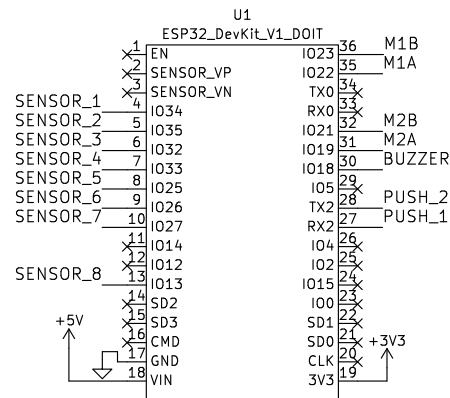 U1
ESP32_DevKit_V1_DOIT
1 EN IO23 36 M1B
2 SENSOR_VP IO22 35 M1A
3 SENSOR_VN TX0 34
SENSOR_1 4 IO34 RX0 33
SENSOR_2 5 IO35 IO21 32 M2B
SENSOR_3 6 IO32 IO19 31 M2A
SENSOR_4 7 IO33 IO18 30 BUZZER
SENSOR_5 8 IO25 IO5 29
SENSOR_6 9 IO26 TX2 28 PUSH_2
SENSOR_7 10 IO27 RX2 27 PUSH_1
11 IO14 IO4 26
12 IO12 IO2 25
SENSOR_8 13 IO13 IO15 24
14 SD2 IO0 23
+5V 15 SD3 SD1 22
16 CMD SD0 21 +3V3
17 GND CLK 20
18 VIN 3V3 19